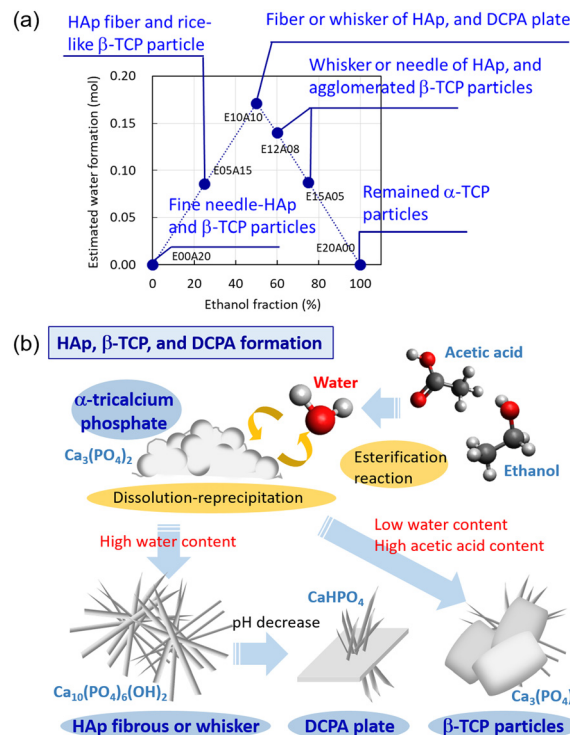 (a)
HAp fiber and rice-
like β-TCP particle
Fiber or whisker of HAp, and
DCPA plate
Whisker or needle of HAp, and
agglomerated β-TCP particles
Estimated water formation (mol)
0.20
0.15
0.10
0.05
0.00
E10A10
E12A08
E05A15
E15A05
Fine needle-HAp
and β-TCP particles
Remained α-TCP
particles
E00A20
E20A00
0
20
40
60
80
100
Ethanol fraction (%)
(b)
HAp, β-TCP, and DCPA formation
Acetic acid
Water
α-tricalcium
phosphate
Ca3(PO4)2
Esterification
reaction
Ethanol
Dissolution-reprecipitation
High water content
Low water content
High acetic acid content
CaHPO4
pH decrease
Ca10(PO4)6(OH)2
Ca3(PO4)
HAp fibrous or whisker
DCPA plate
β-TCP particles